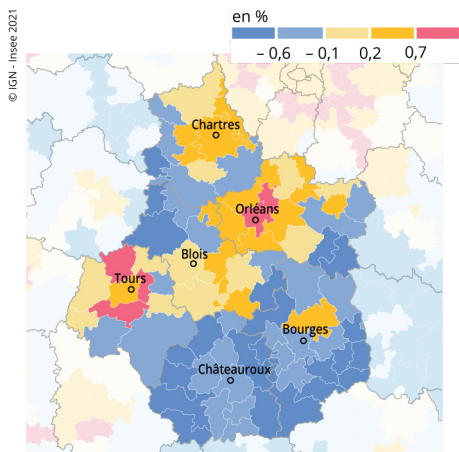 © IGN - Insee 2021
en %
– 0,6 – 0,1 0,2 0,7
Chartres
Orléans
Blois
Tours
Bourges
Châteauroux